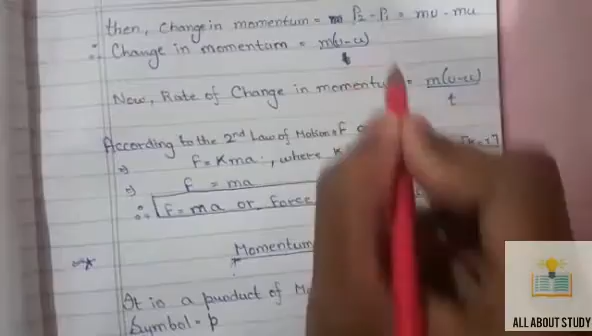 then, Change in momentum = P2 - P1 = mv - mu
∴ Change in momentum = m(v-u)
t
Now, Rate of Change in momentum = m(v-u)/t
According to the 2nd Law of Motion F
⇒ F = Kma, where K
⇒ F = ma
∴ F = ma or Force
Momentum
It is a product of
Symbol = p
ALL ABOUT STUDY